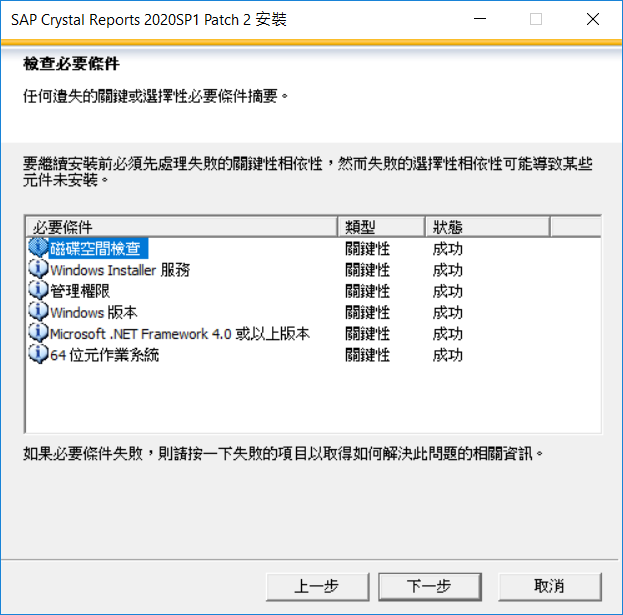 SAP Crystal Reports 2020SP1 Patch 2 安裝
檢查必要條件
任何遺失的關鍵或選擇性必要條件摘要。
要繼續安裝前必須先處理失敗的關鍵性相依性，然而失敗的選擇性相依性可能導致某些
元件未安裝。
必要條件 類型 狀態
磁碟空間檢查 關鍵性 成功
Windows Installer 服務 關鍵性 成功
管理權限 關鍵性 成功
Windows 版本 關鍵性 成功
Microsoft .NET Framework 4.0 或以上版本 關鍵性 成功
64 位元作業系統 關鍵性 成功
如果必要條件失敗，則請按一下失敗的項目以取得如何解決此問題的相關資訊。
上一步 下一步 取消